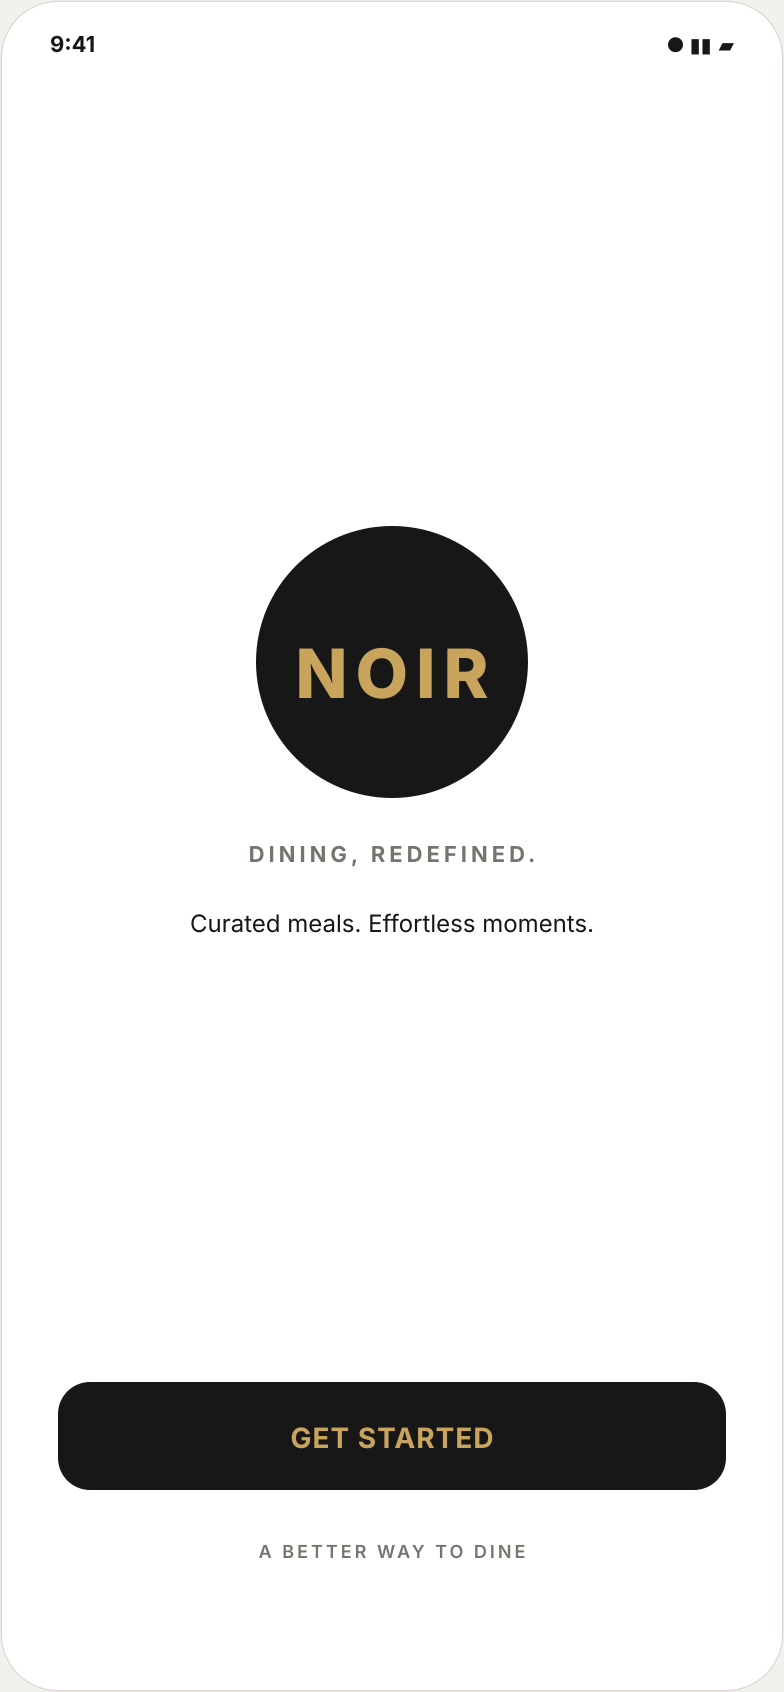 9:41
NOIR
DINING, REDEFINED.
Curated meals. Effortless moments.
GET STARTED
A BETTER WAY TO DINE